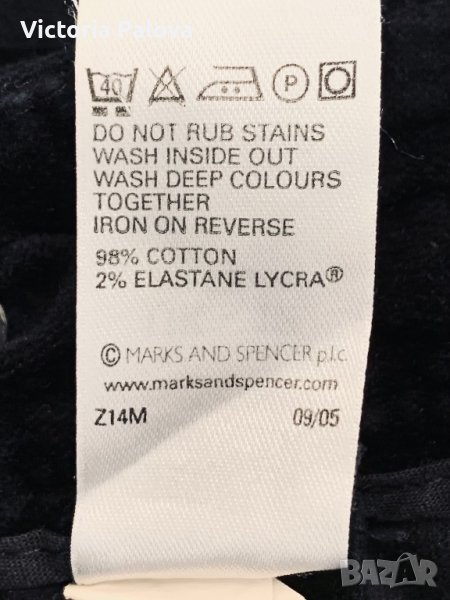 Victoria Palova
40 P
DO NOT RUB STAINS
WASH INSIDE OUT
WASH DEEP COLOURS
TOGETHER
IRON ON REVERSE
98% COTTON
2% ELASTANE LYCRA®
© MARKS AND SPENCER p.l.c.
www.marksandspencer.com
Z14M 09/05
BAZAR